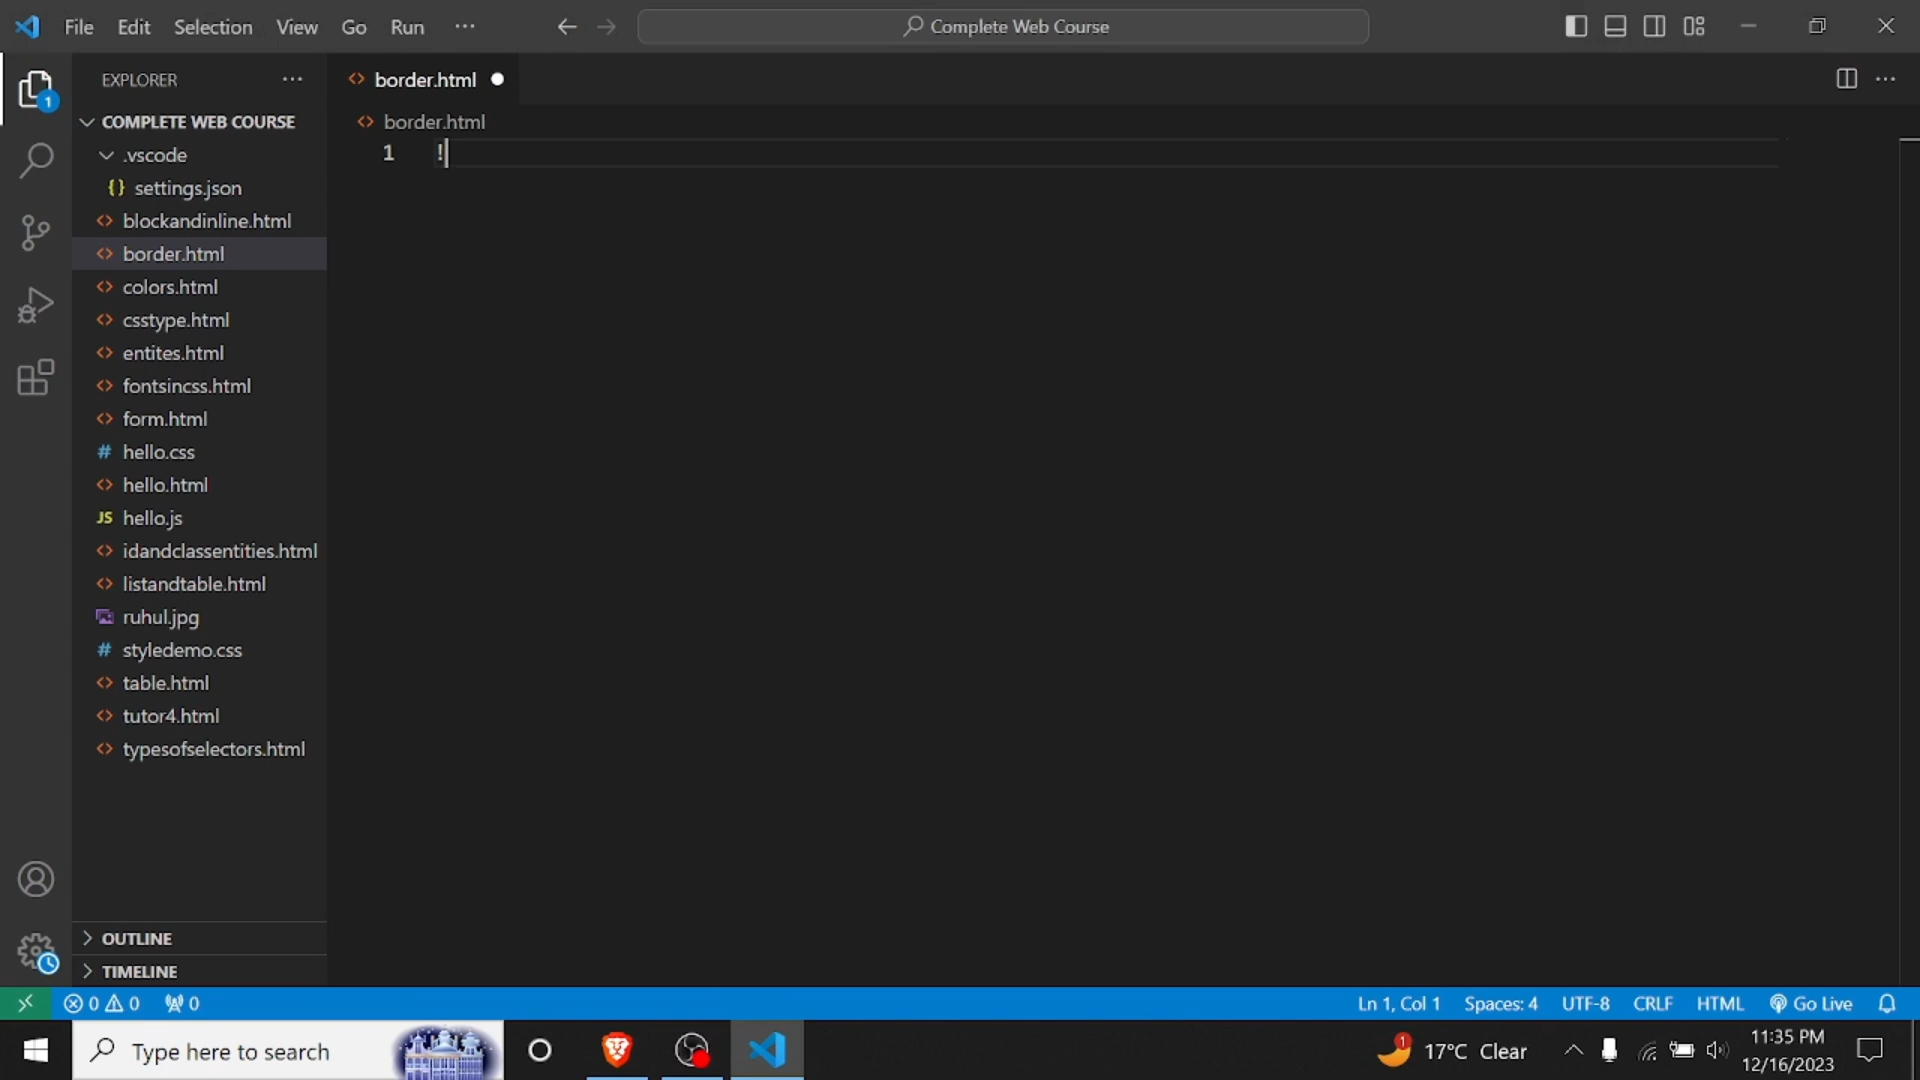 File Edit Selection View Go Run ··· Complete Web Course
EXPLORER ···
border.html
COMPLETE WEB COURSE
border.html
1 !
.vscode
{} settings.json
<> blockandinline.html
<> border.html
<> colors.html
<> csstype.html
<> entites.html
<> fontsincss.html
<> form.html
# hello.css
<> hello.html
JS hello.js
<> idandclassentities.html
<> listandtable.html
ruhul.jpg
# styledemo.css
<> table.html
<> tutor4.html
<> typesofselectors.html
OUTLINE
TIMELINE
1
0 0 0 Ln 1, Col 1 Spaces: 4 UTF-8 CRLF HTML Go Live
Type here to search
1 17°C Clear
11:35 PM
12/16/2023